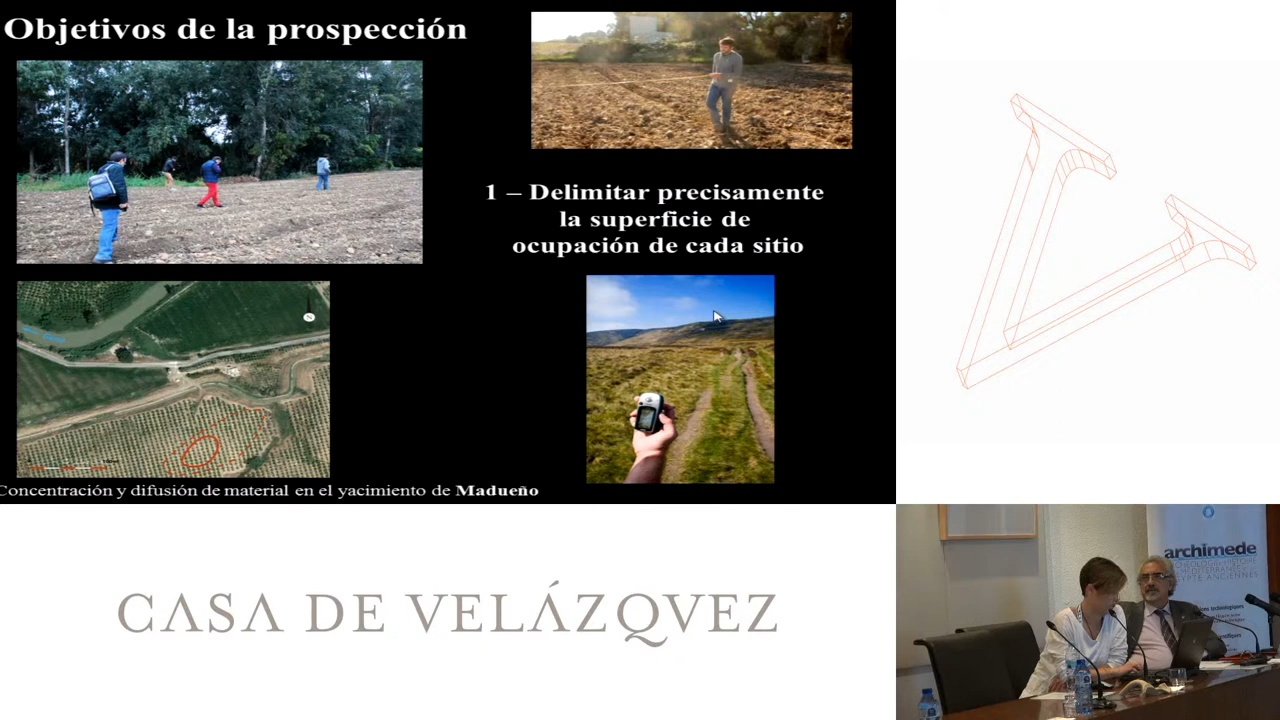 Objetivos de la prospección
1 – Delimitar precisamente
la superficie de
ocupación de cada sitio
Concentración y difusión de material en el yacimiento de Madueño
CASA DE VELÁZQVEZ
archimede